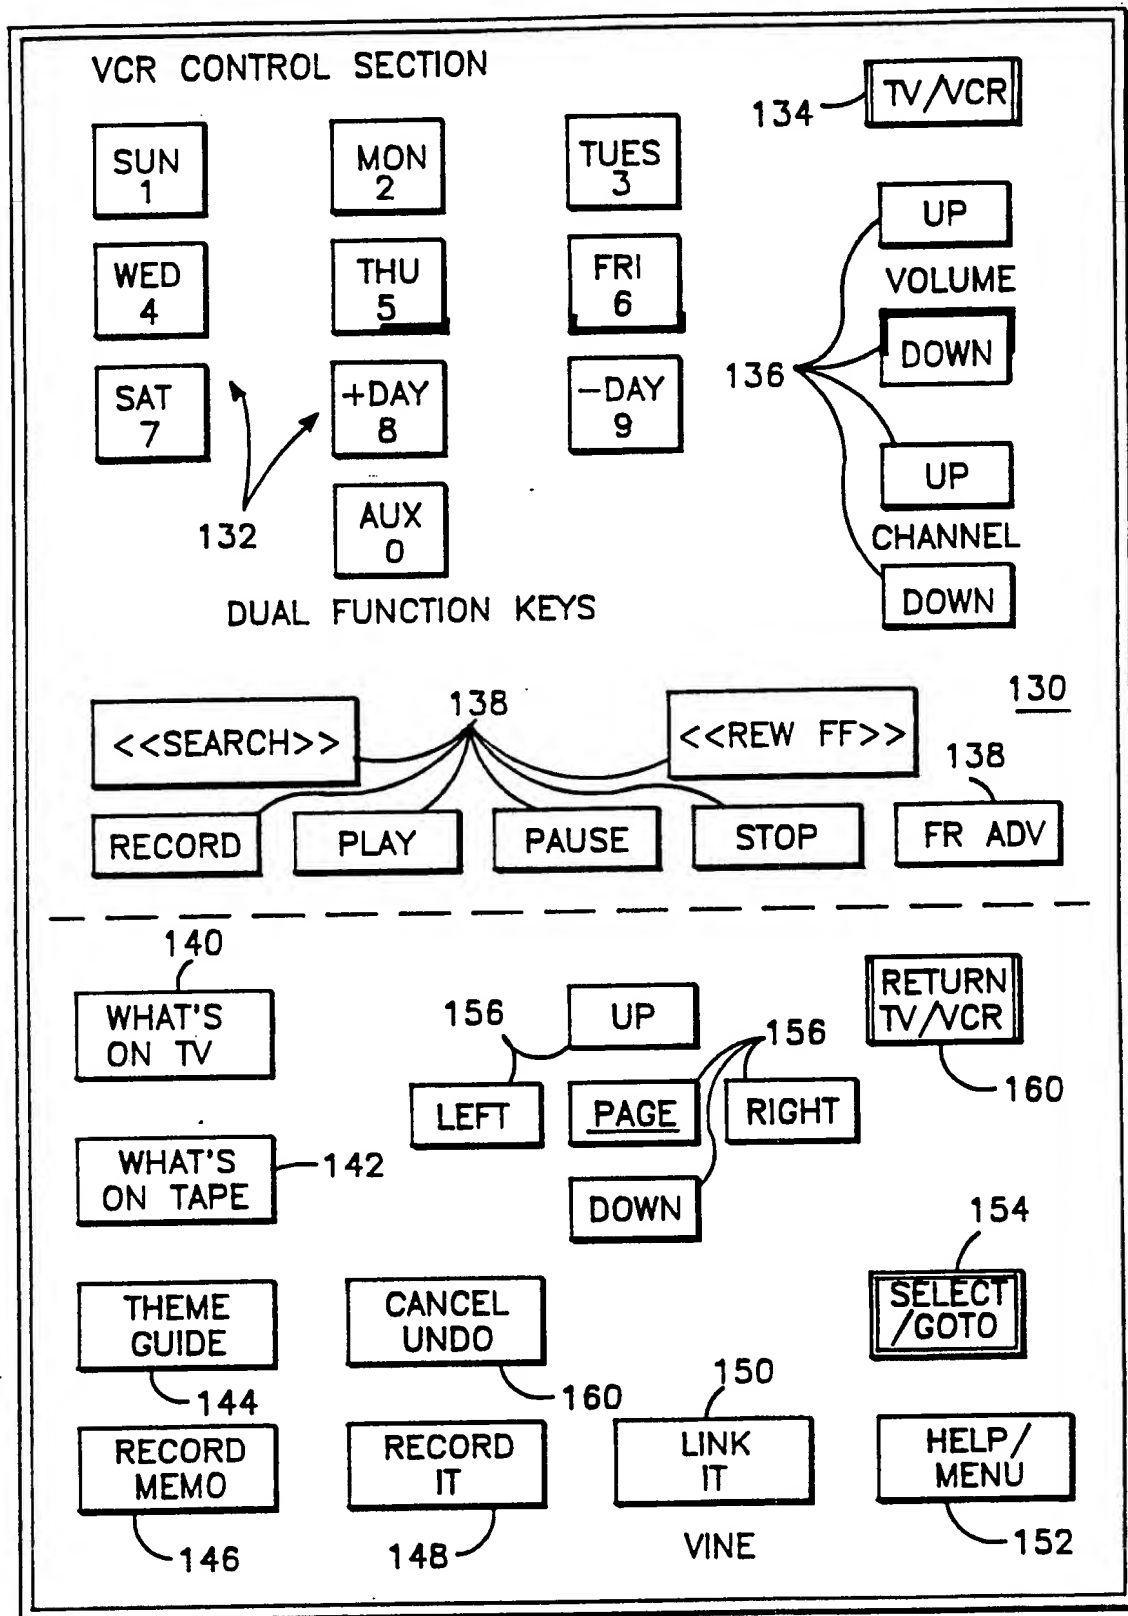 VCR CONTROL SECTION
TV/VCR
134
SUN
1
MON
2
TUES
3
UP
VOLUME
DOWN
136
WED
4
THU
5
FRI
6
SAT
7
+DAY
8
-DAY
9
UP
CHANNEL
DOWN
132
AUX
0
DUAL FUNCTION KEYS
130
138
<<SEARCH>>
<<REW FF>>
138
RECORD
PLAY
PAUSE
STOP
FR ADV
140
WHAT'S
ON TV
156
UP
156
RETURN
TV/VCR
160
LEFT
PAGE
RIGHT
WHAT'S
ON TAPE
142
DOWN
154
SELECT
/GOTO
THEME
GUIDE
144
CANCEL
UNDO
160
150
RECORD
MEMO
146
RECORD
IT
148
LINK
IT
VINE
HELP/
MENU
152